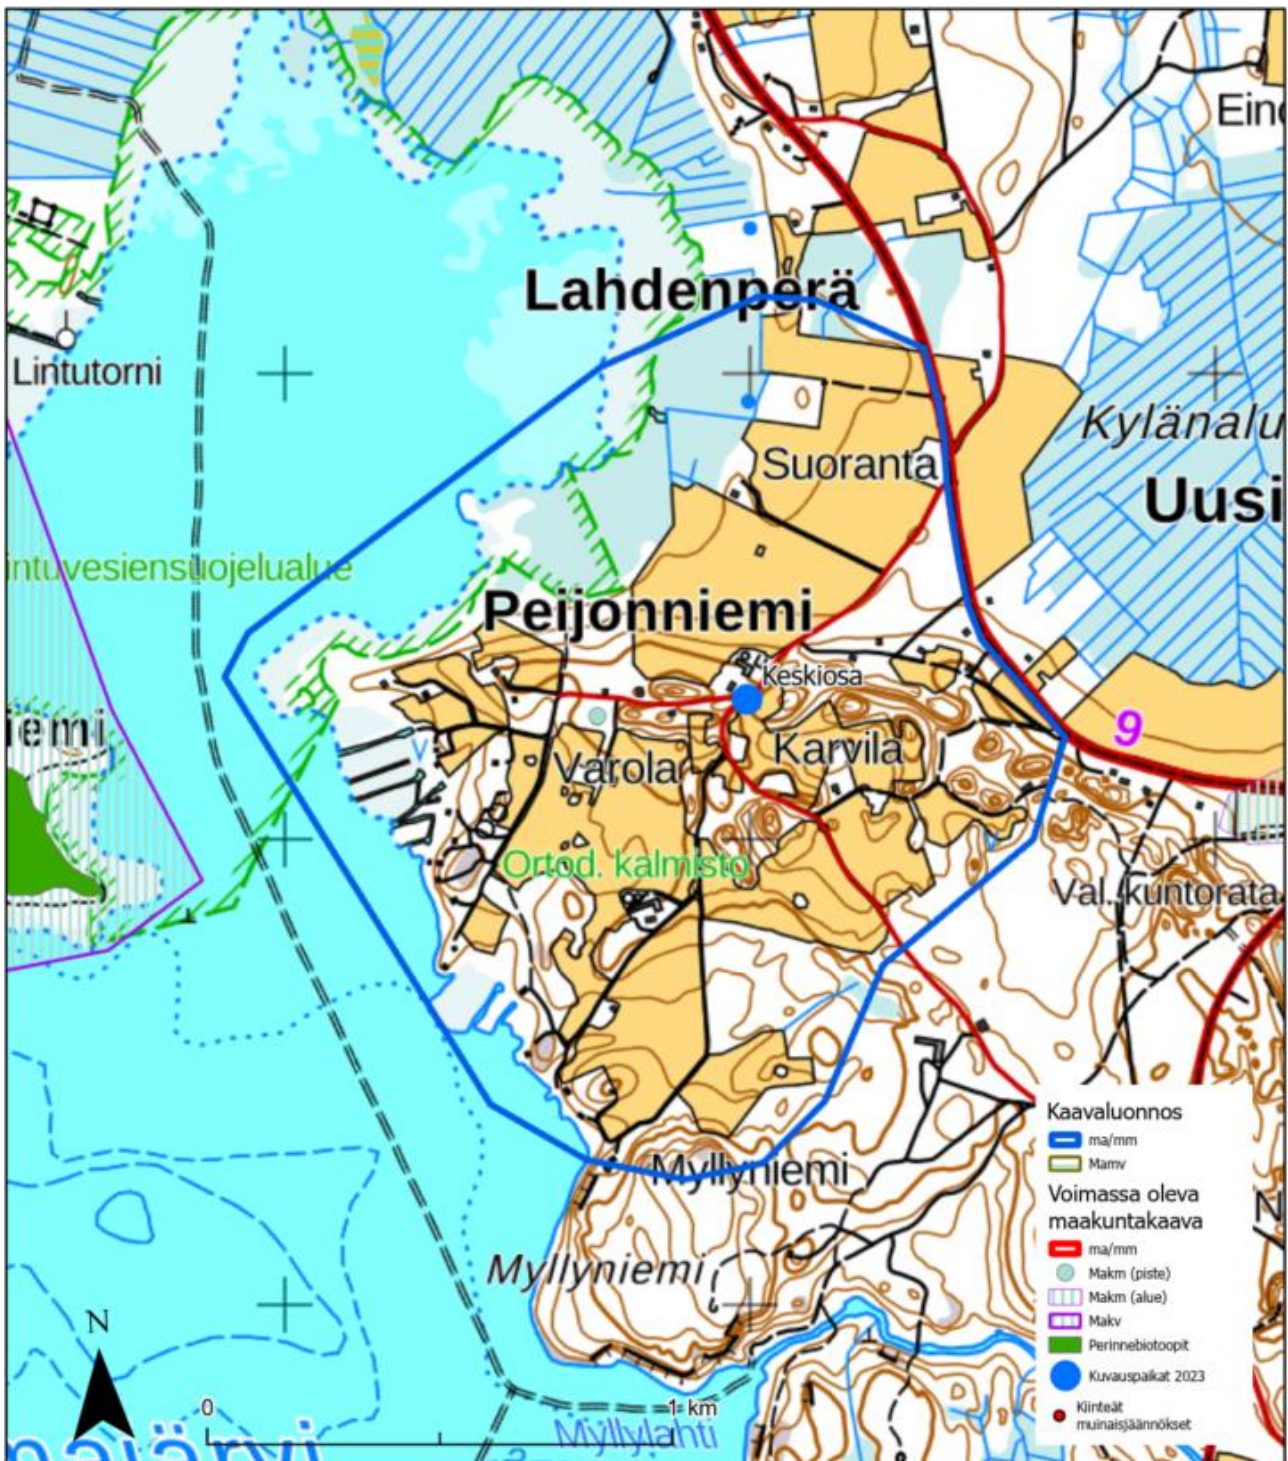 Eino
Lahdenperä
Lintutorni
Kylänalu
Suoranta
Uusi
intuvesiensuojelualue
Peijonniemi
Keskiosa
iemi
9
Varola
Karvila
V
Ortod. kalmisto
Val. kuntorata
Myllyniemi
Myllyniemi
N
0
1 km
Myllylahti
majärvi
Kaavaluonnos
ma/mm
Mamv
Voimassa oleva
maakuntakaava
ma/mm
Makm (piste)
Makm (alue)
Makv
Perinnebiotoopit
Kuvauspaikat 2023
Kiinteät
muinaisjäännökset
N